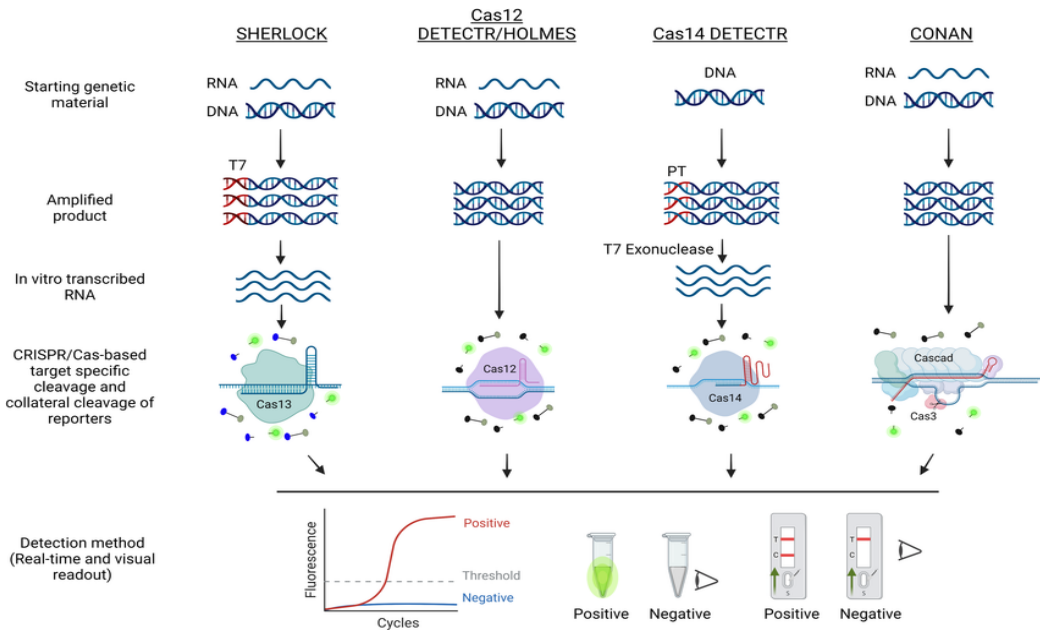 SHERLOCK
Cas12
DETECTR/HOLMES
Cas14 DETECTR
CONAN
Starting genetic
material
RNA
DNA
RNA
DNA
DNA
RNA
DNA
Amplified
product
T7
PT
In vitro transcribed
RNA
T7 Exonuclease
CRISPR/Cas-based
target specific
cleavage and
collateral cleavage of
reporters
Cas13
Cas12
Cas14
Cascad
Cas3
Detection method
(Real-time and visual
readout)
Fluorescence
Positive
Threshold
Negative
Cycles
Positive
Negative
T
C
S
Positive
T
C
S
Negative